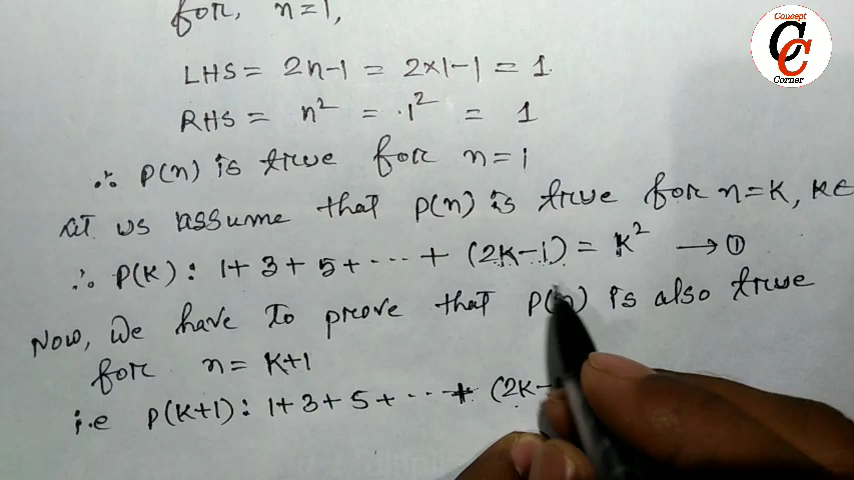 Concept
CC
Corner
for, n=1,
LHS = 2n-1 = 2×1-1 = 1
RHS = n² = 1² = 1
∴ P(n) is true for n=1
us assume that P(n) is true for n=K, K∈
∴ P(K): 1+3+5+ ··· + (2K-1) = K² → ①
Now, We have to prove that P(n) is also true
for n= K+1
i.e P(K+1): 1+3+5+ ··· + (2K-